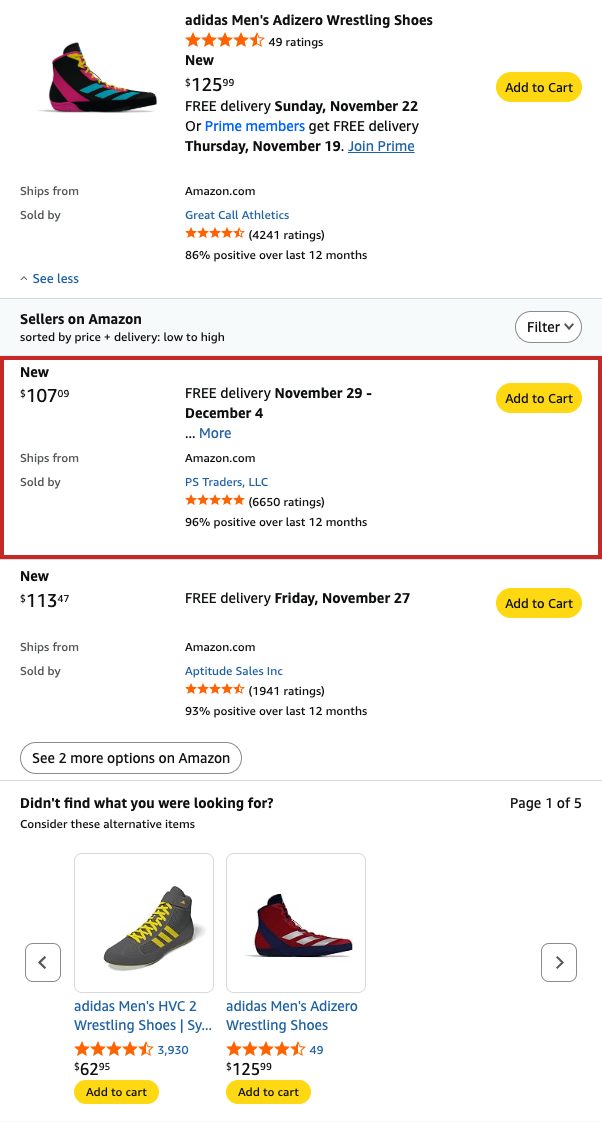 adidas Men's Adizero Wrestling Shoes
49 ratings
New
$125.99
FREE delivery Sunday, November 22
Or Prime members get FREE delivery
Thursday, November 19. Join Prime
Add to Cart
Ships from Amazon.com
Sold by Great Call Athletics
(4241 ratings)
86% positive over last 12 months
See less
Sellers on Amazon
sorted by price + delivery: low to high
Filter
New
$107.09
FREE delivery November 29 -
December 4
... More
Add to Cart
Ships from Amazon.com
Sold by PS Traders, LLC
(6650 ratings)
96% positive over last 12 months
New
$113.47
FREE delivery Friday, November 27
Add to Cart
Ships from Amazon.com
Sold by Aptitude Sales Inc
(1941 ratings)
93% positive over last 12 months
See 2 more options on Amazon
Didn't find what you were looking for?
Page 1 of 5
Consider these alternative items
adidas Men's HVC 2
Wrestling Shoes | Sy...
3,930
$62.95
Add to cart
adidas Men's Adizero
Wrestling Shoes
49
$125.99
Add to cart